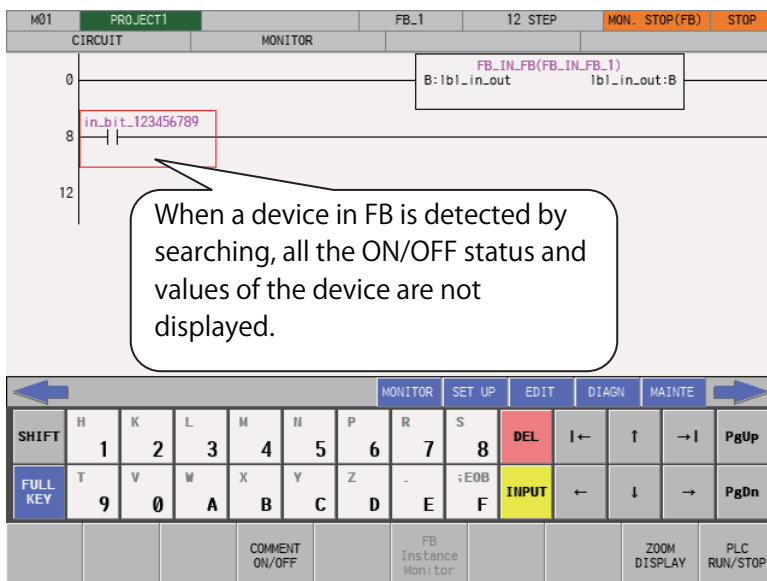 M01 PROJECT1 FB_1 12 STEP MON. STOP(FB) STOP
CIRCUIT MONITOR
FB_IN_FB(FB_IN_FB_1)
0 B:lbl_in_out lbl_in_out:B
in_bit_123456789
8
12
When a device in FB is detected by
searching, all the ON/OFF status and
values of the device are not
displayed.
MONITOR SET UP EDIT DIAGN MAINTE
SHIFT H 1 K 2 L 3 M 4 N 5 P 6 R 7 S 8 DEL |← ↑ →| PgUp
FULL KEY T 9 V 0 W A X B Y C Z D . E ;EOB F INPUT ← ↓ → PgDn
COMMENT FB ZOOM PLC
ON/OFF Instance DISPLAY RUN/STOP
Monitor